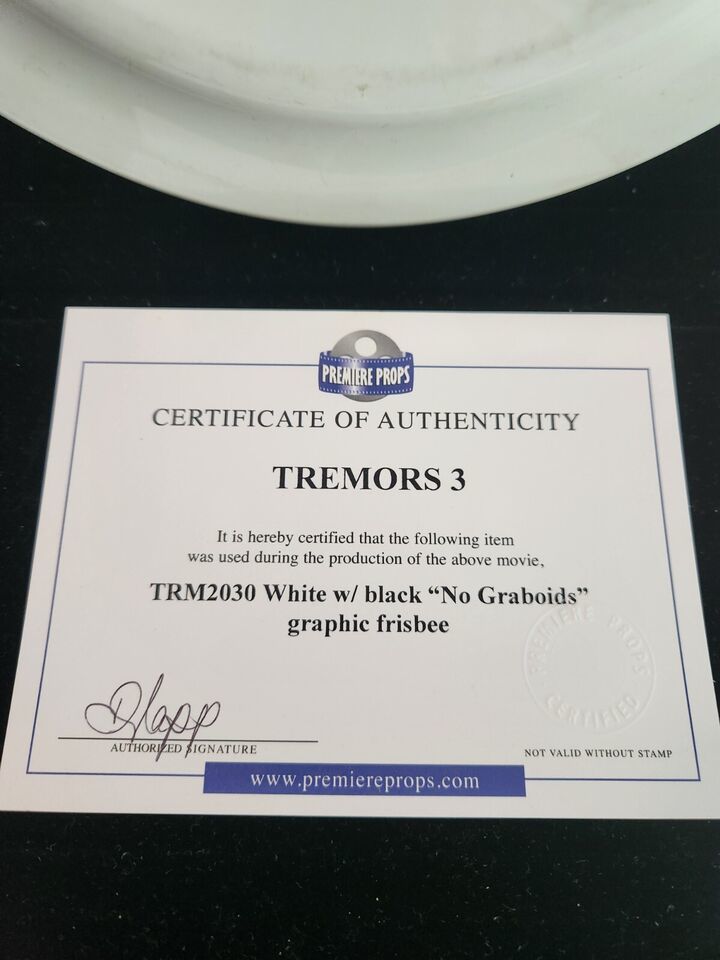 PREMIERE PROPS
CERTIFICATE OF AUTHENTICITY
TREMORS 3
It is hereby certified that the following item
was used during the production of the above movie,
TRM2030 White w/ black “No Graboids”
graphic frisbee
PREMIERE PROPS
CERTIFIED
AUTHORIZED SIGNATURE
NOT VALID WITHOUT STAMP
www.premiereprops.com